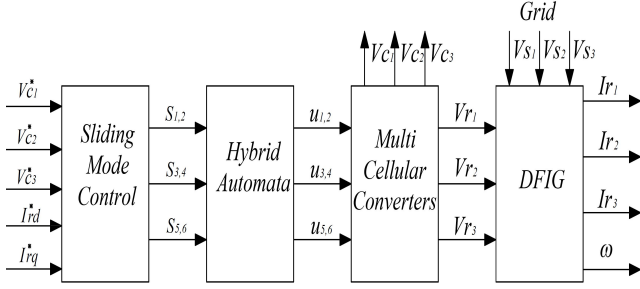 Grid
Vc1 Vc2 Vc3
Vs1 Vs2 Vs3
Vc1*
Vc2*
Vc3*
Ird*
Irq*
Sliding
Mode
Control
S1,2
S3,4
S5,6
Hybrid
Automata
u1,2
u3,4
u5,6
Multi
Cellular
Converters
Vr1
Vr2
Vr3
DFIG
Ir1
Ir2
Ir3
ω